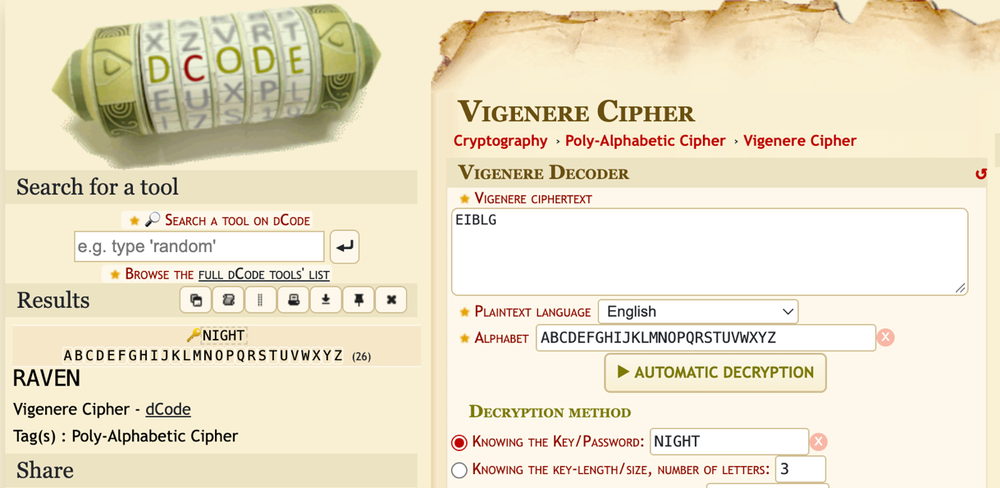 X Z V R T
D C O D E
E U X P L
Search for a tool
Search a tool on dCode
e.g. type 'random'
Browse the full dCode tools' list
Results
NIGHT
ABCDEFGHIJKLMNOPQRSTUVWXYZ (26)
RAVEN
Vigenere Cipher - dCode
Tag(s) : Poly-Alphabetic Cipher
Share
Vigenere Cipher
Cryptography › Poly-Alphabetic Cipher › Vigenere Cipher
Vigenere Decoder
Vigenere ciphertext
EIBLG
Plaintext language English
Alphabet ABCDEFGHIJKLMNOPQRSTUVWXYZ X
AUTOMATIC DECRYPTION
Decryption method
Knowing the Key/Password: NIGHT X
Knowing the key-length/size, number of letters: 3